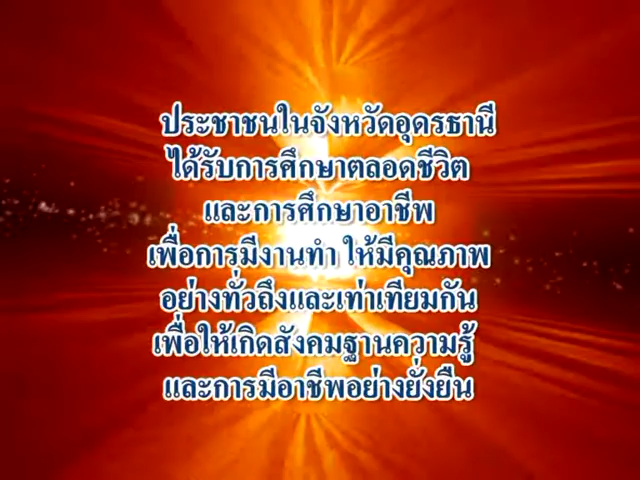 ประชาชนในจังหวัดอุดรธานี
ได้รับการศึกษาตลอดชีวิต
และการศึกษาอาชีพ
เพื่อการมีงานทำ ให้มีคุณภาพ
อย่างทั่วถึงและเท่าเทียมกัน
เพื่อให้เกิดสังคมฐานความรู้
และการมีอาชีพอย่างยั่งยืน